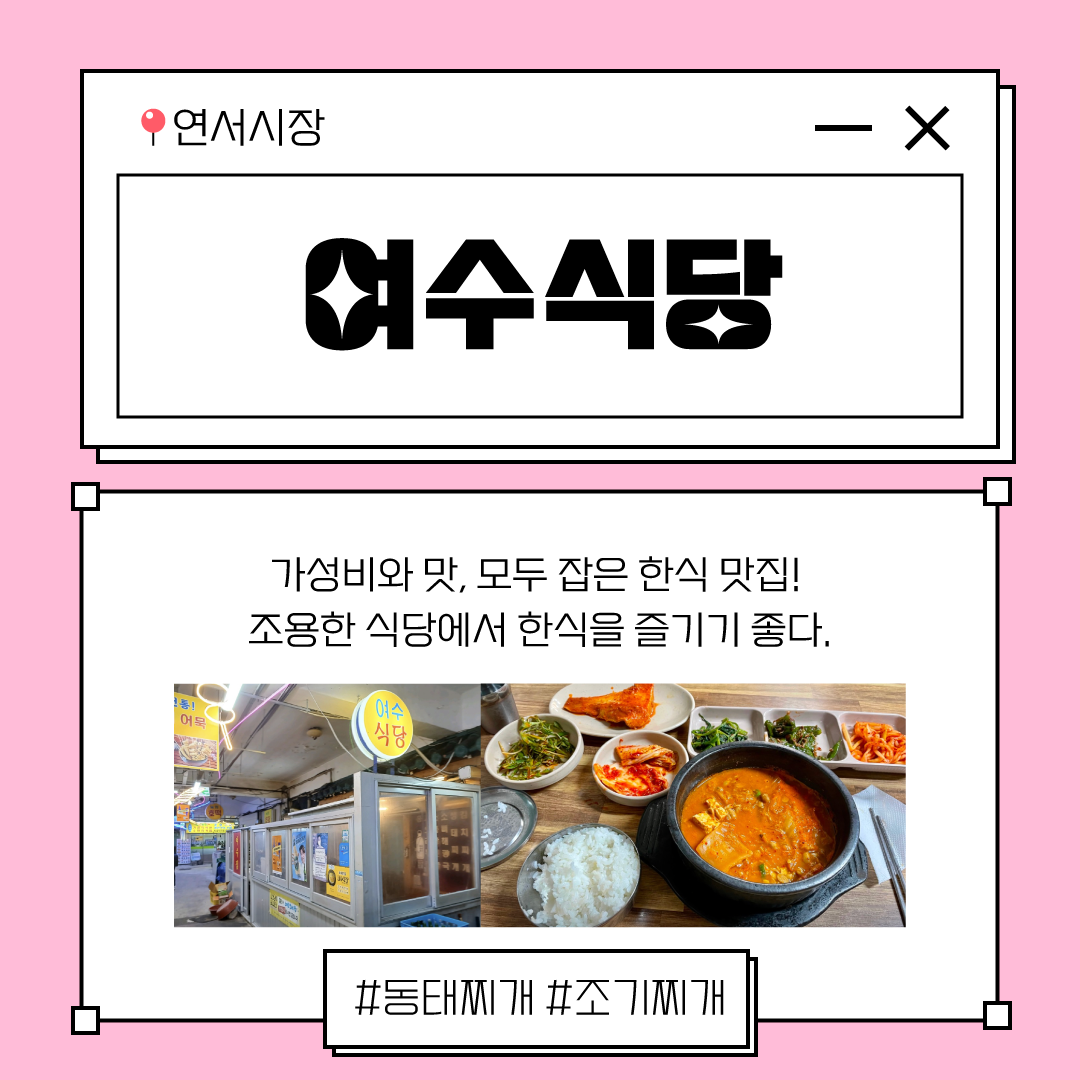 연서시장
여수식당
가성비와 맛, 모두 잡은 한식 맛집!
조용한 식당에서 한식을 즐기기 좋다.
어묵
여수
식당
#동태찌개 #조기찌개